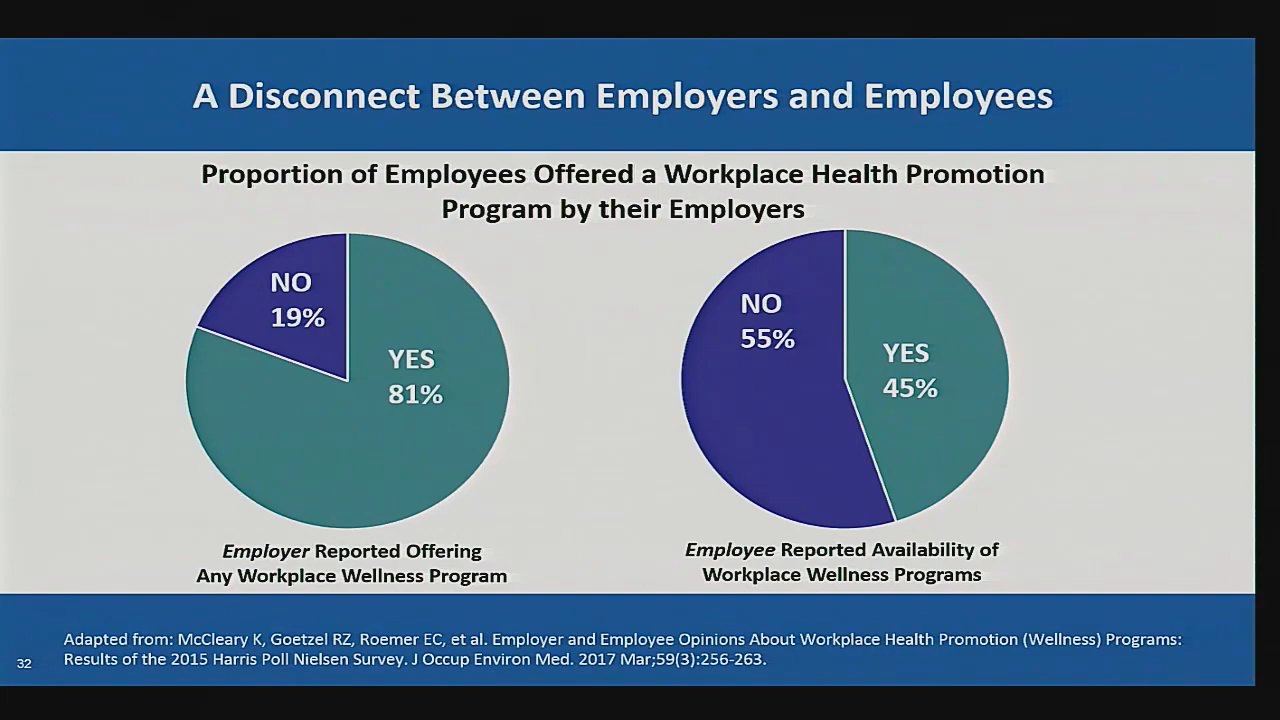 A Disconnect Between Employers and Employees
Proportion of Employees Offered a Workplace Health Promotion
Program by their Employers
NO
19%
YES
81%
Employer Reported Offering
Any Workplace Wellness Program
NO
55%
YES
45%
Employee Reported Availability of
Workplace Wellness Programs
Adapted from: McCleary K, Goetzel RZ, Roemer EC, et al. Employer and Employee Opinions About Workplace Health Promotion (Wellness) Programs:
Results of the 2015 Harris Poll Nielsen Survey. J Occup Environ Med. 2017 Mar;59(3):256-263.
32